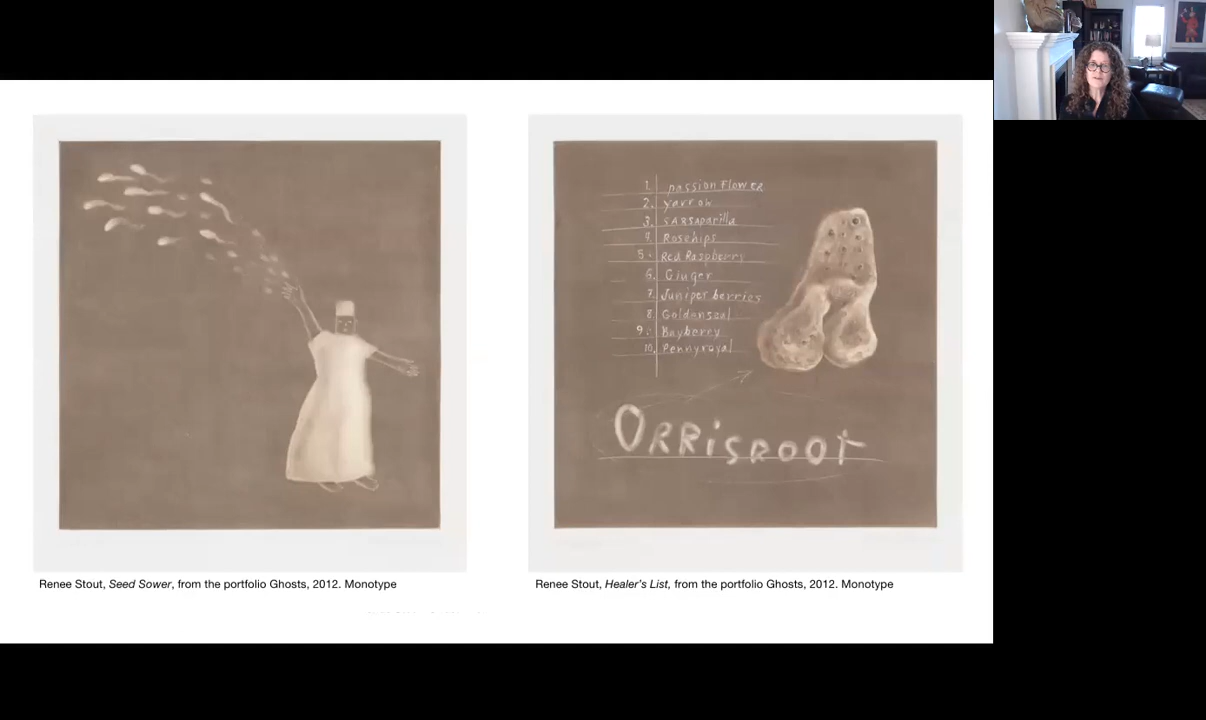 1. passion Flower
2. yarrow
3. SARSaparilla
4. Rosehips
5. Red Raspberry
6. Ginger
7. Juniper berries
8. Goldenseal
9. Bayberry
10. Pennyroyal
ORRiSROOt
Renee Stout, Seed Sower, from the portfolio Ghosts, 2012. Monotype
Renee Stout, Healer's List, from the portfolio Ghosts, 2012. Monotype